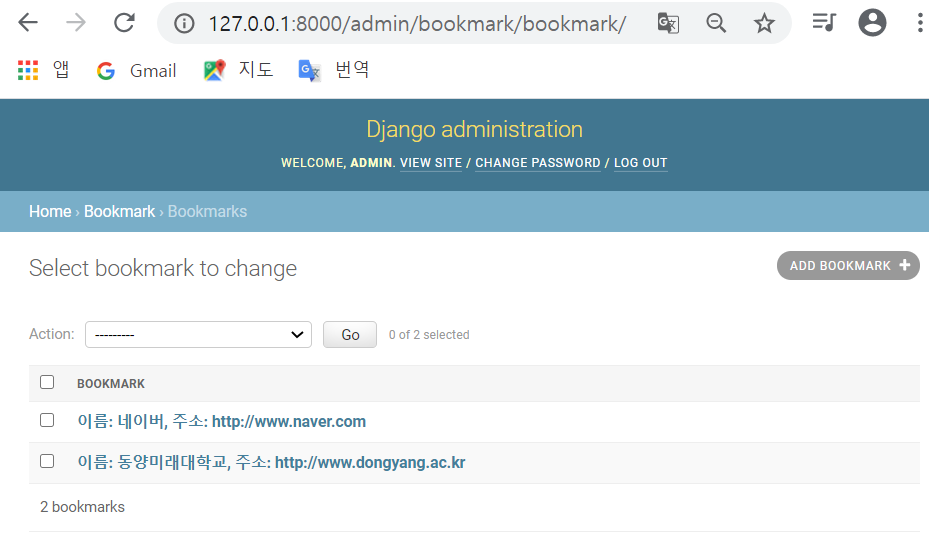 127.0.0.1:8000/admin/bookmark/bookmark/
앱 Gmail 지도 번역
Django administration
WELCOME, ADMIN. VIEW SITE / CHANGE PASSWORD / LOG OUT
Home › Bookmark › Bookmarks
Select bookmark to change
ADD BOOKMARK +
Action: --------- Go 0 of 2 selected
BOOKMARK
이름: 네이버, 주소: http://www.naver.com
이름: 동양미래대학교, 주소: http://www.dongyang.ac.kr
2 bookmarks